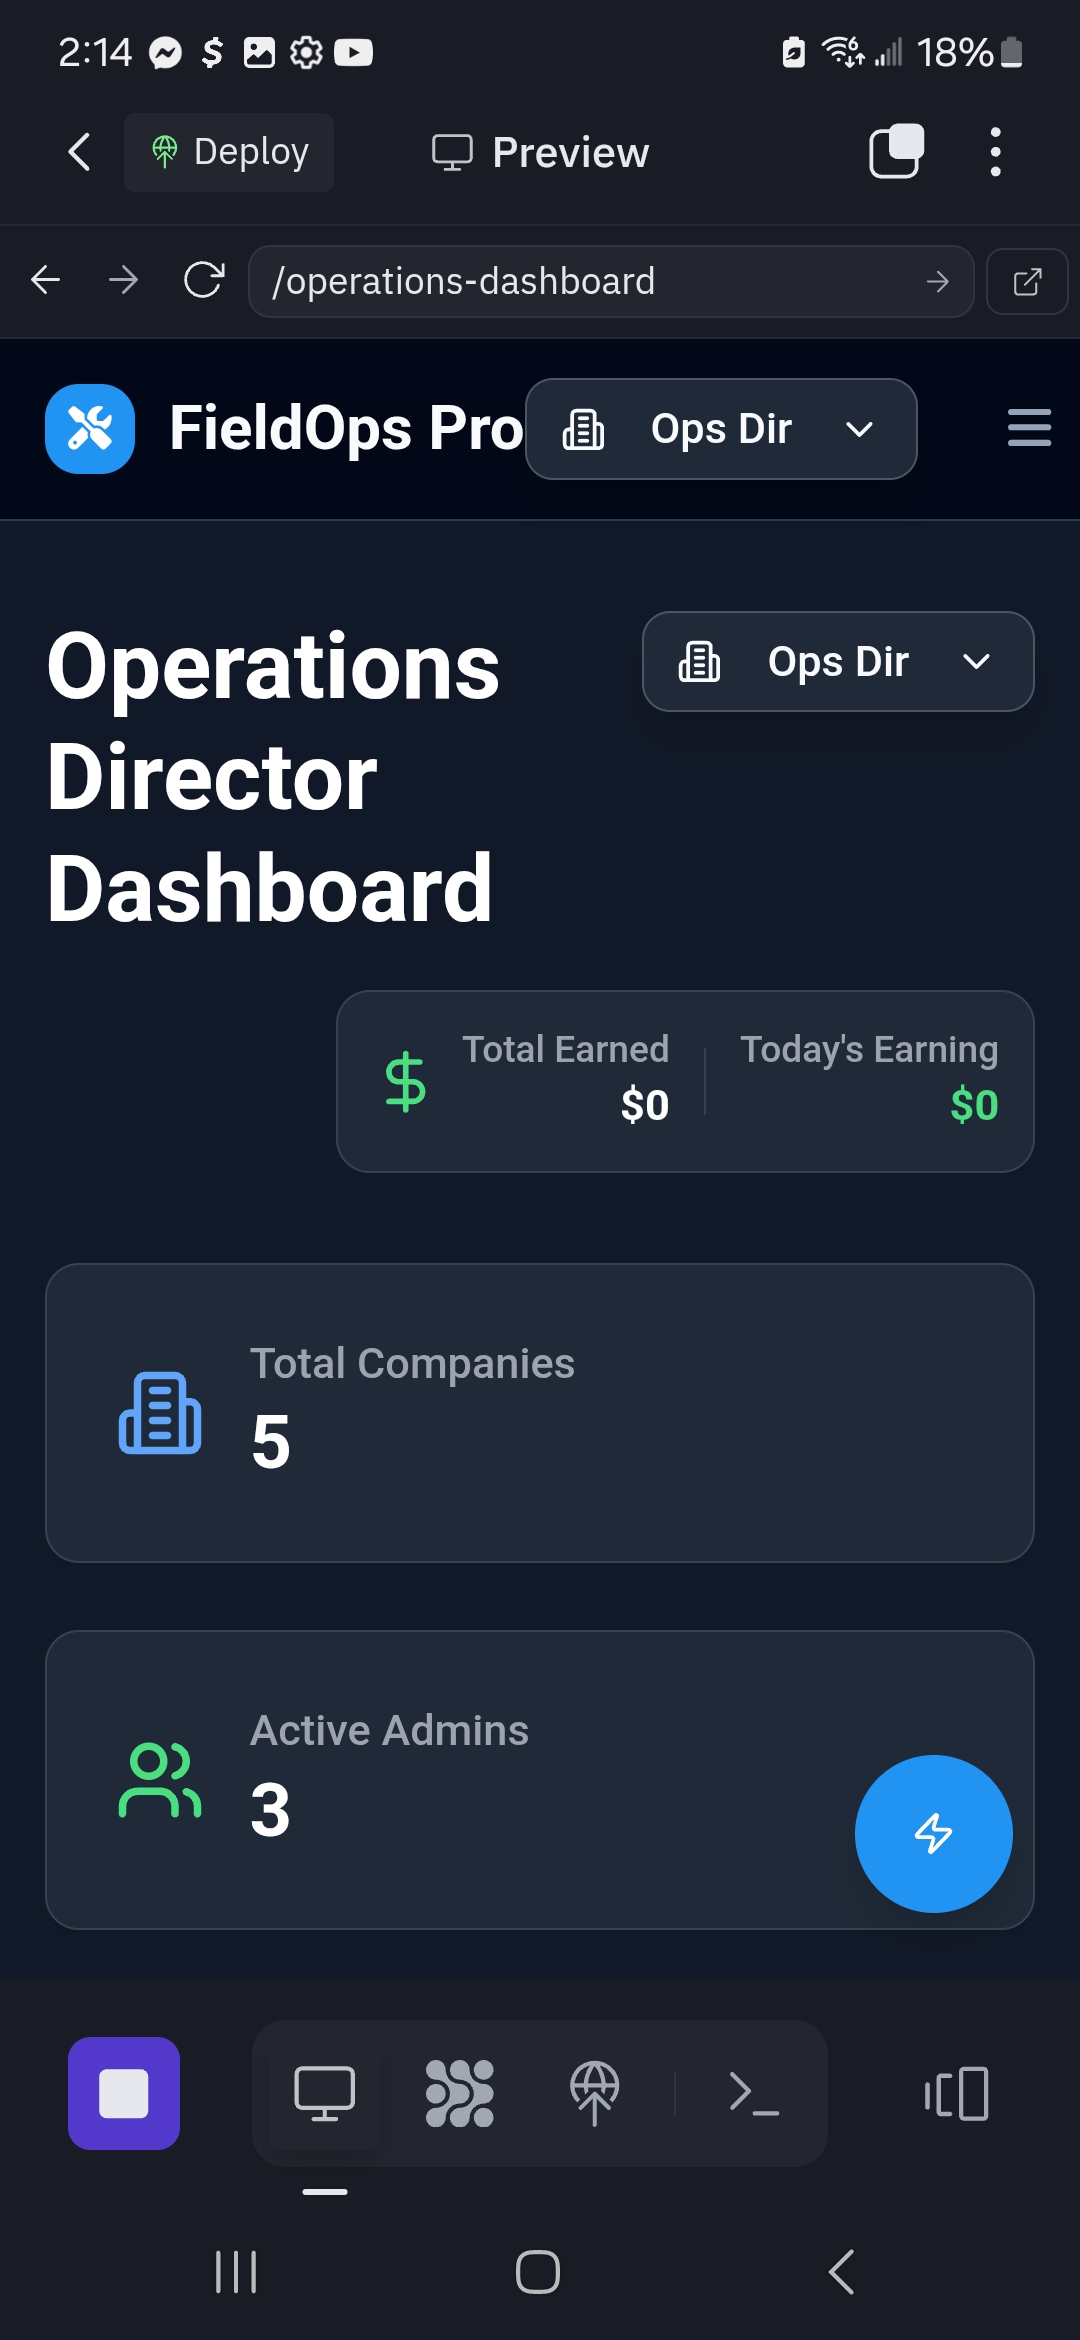 2:14
18%
Deploy
Preview
/operations-dashboard
FieldOps Pro
Ops Dir
Operations
Director
Dashboard
Ops Dir
Total Earned
$0
Today's Earning
$0
Total Companies
5
Active Admins
3